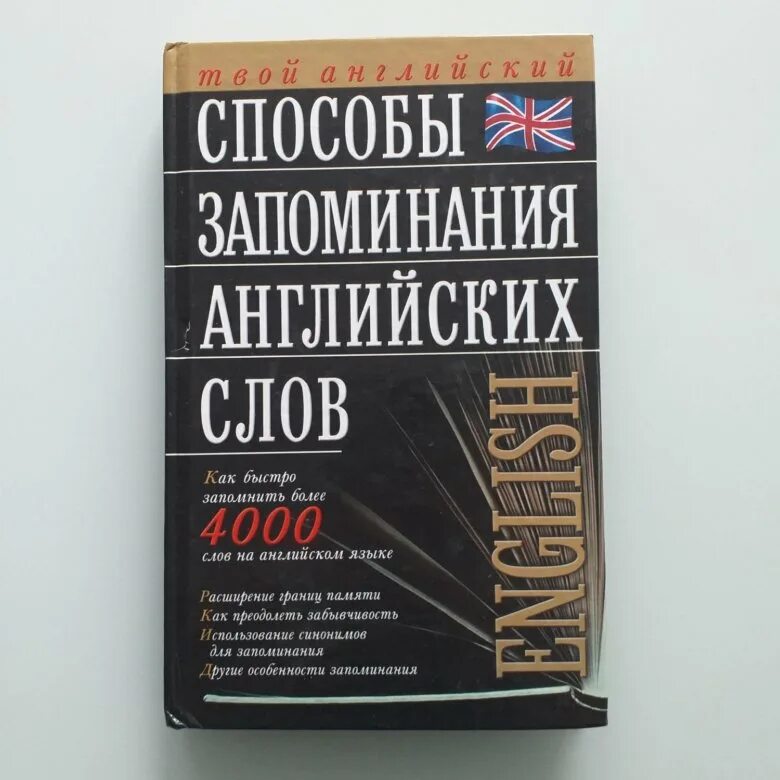 твой английский
СПОСОБЫ
ЗАПОМИНАНИЯ
АНГЛИЙСКИХ
СЛОВ
Как быстро
запомнить более
4000
слов на английском языке
Расширение границ памяти
Как преодолеть забывчивость
Использование синонимов
для запоминания
Другие особенности запоминания
ENGLISH